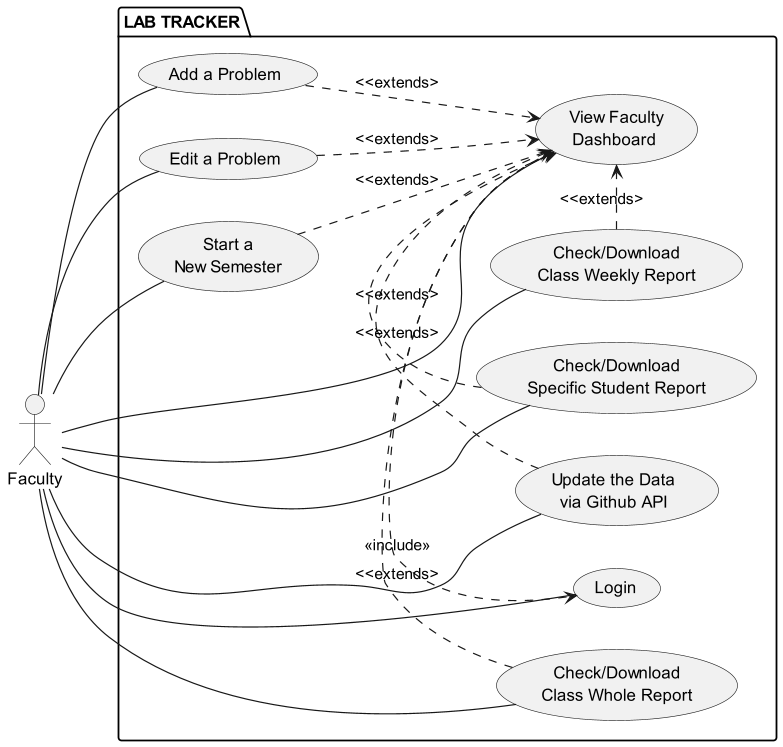 LAB TRACKER
Add a Problem
<<extends>
View Faculty
Dashboard
Edit a Problem
<<extends>
<<extends>
<<extends>
Start a
New Semester
Check/Download
Class Weekly Report
<<extends>
<<extends>
Check/Download
Specific Student Report
Faculty
Update the Data
via Github API
«include»
<<extends>
Login
Check/Download
Class Whole Report